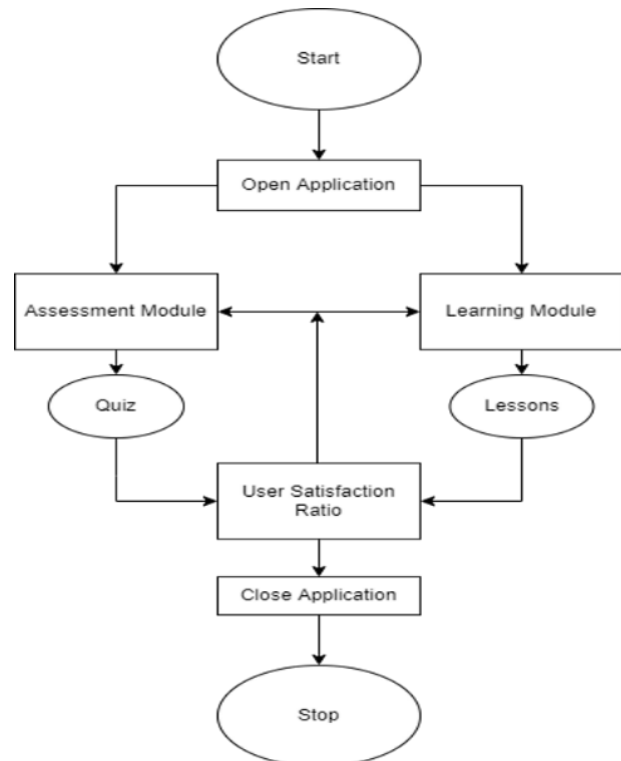 Start
Open Application
Assessment Module
Learning Module
Quiz
Lessons
User Satisfaction
Ratio
Close Application
Stop